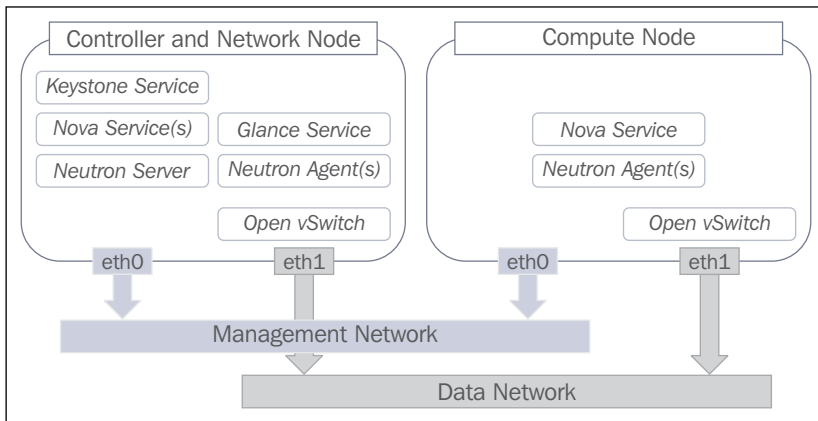 Controller and Network Node
Keystone Service
Nova Service(s)
Glance Service
Neutron Server
Neutron Agent(s)
Open vSwitch
eth0
eth1
Compute Node
Nova Service
Neutron Agent(s)
Open vSwitch
eth0
eth1
Management Network
Data Network